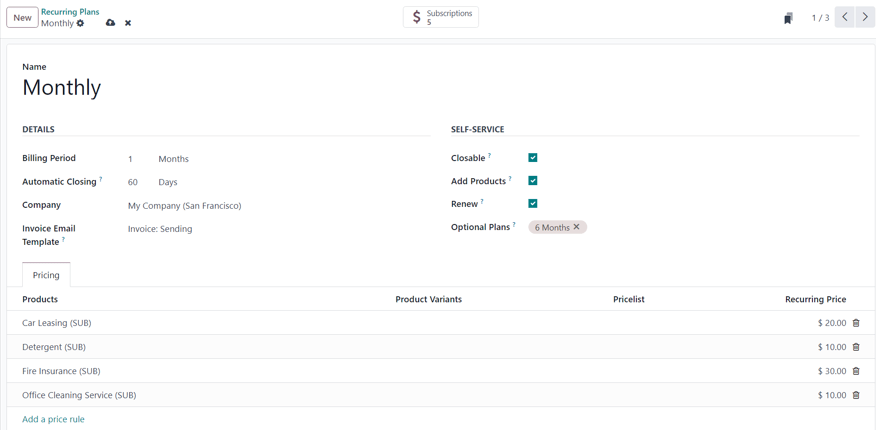 New
Recurring Plans
Monthly
$ Subscriptions
5
1 / 3
Name
Monthly
DETAILS
Billing Period 1 Months
Automatic Closing ? 60 Days
Company My Company (San Francisco)
Invoice Email
Template ? Invoice: Sending
SELF-SERVICE
Closable ?
Add Products ?
Renew ?
Optional Plans ? 6 Months ×
Pricing
Products Product Variants Pricelist Recurring Price
Car Leasing (SUB) $ 20.00
Detergent (SUB) $ 10.00
Fire Insurance (SUB) $ 30.00
Office Cleaning Service (SUB) $ 10.00
Add a price rule